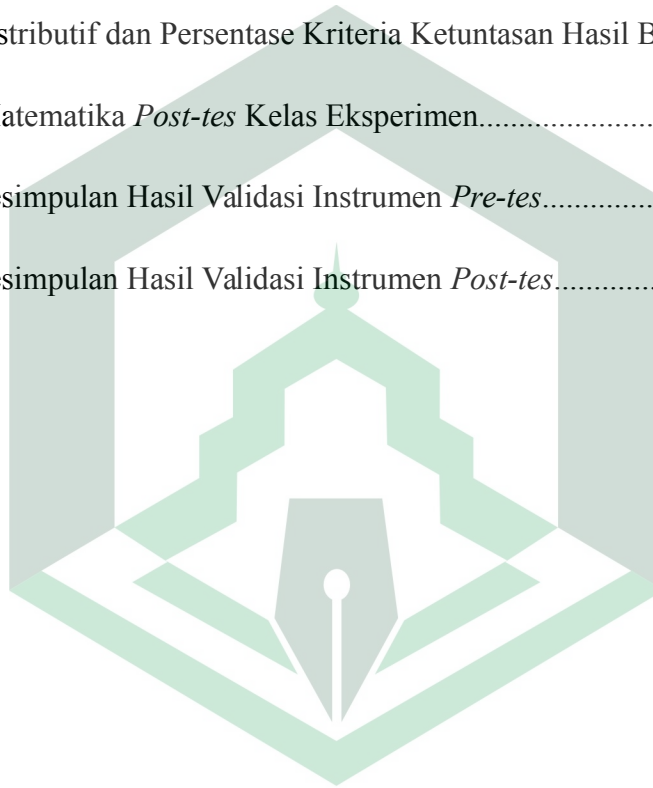 stributif dan Persentase Kriteria Ketuntasan Hasil B
atematika Post-tes Kelas Eksperimen....................
esimpulan Hasil Validasi Instrumen Pre-tes.............
esimpulan Hasil Validasi Instrumen Post-tes............